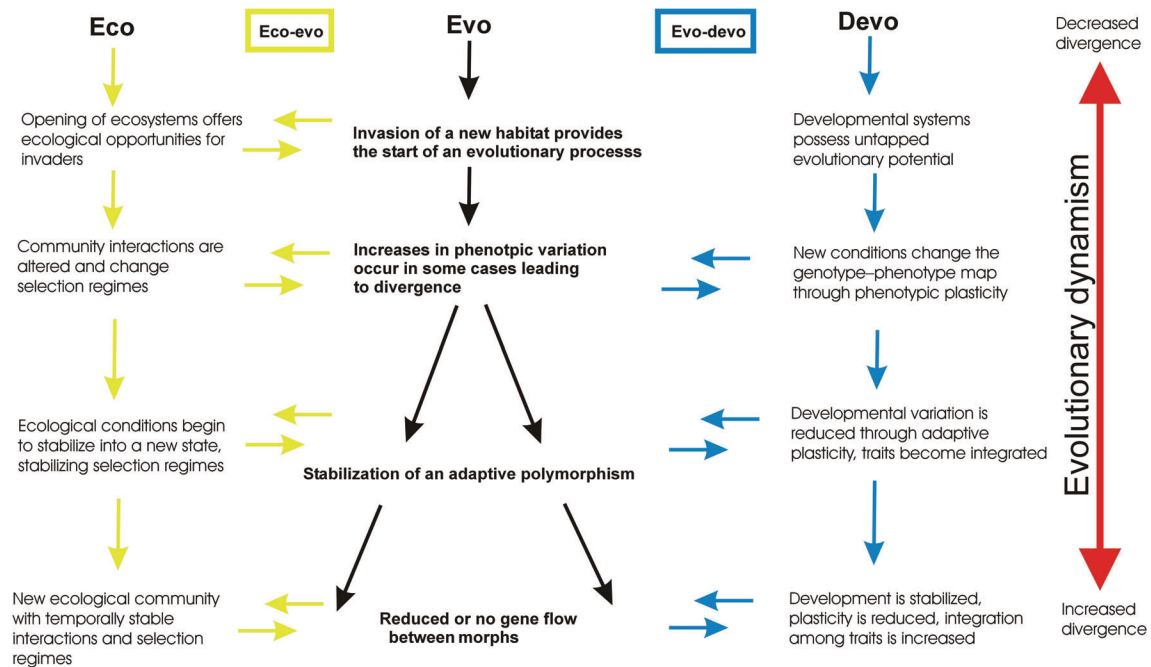 Eco
Eco-evo
Evo
Evo-devo
Devo
Decreased
divergence
Opening of ecosystems offers
ecological opportunities for
invaders
Invasion of a new habitat provides
the start of an evolutionary processs
Developmental systems
possess untapped
evolutionary potential
Community interactions are
altered and change
selection regimes
Increases in phenotpic variation
occur in some cases leading
to divergence
New conditions change the
genotype–phenotype map
through phenotypic plasticity
Evolutionary dynamism
Ecological conditions begin
to stabilize into a new state,
stabilizing selection regimes
Stabilization of an adaptive polymorphism
Developmental variation is
reduced through adaptive
plasticity, traits become integrated
New ecological community
with temporally stable
interactions and selection
regimes
Reduced or no gene flow
between morphs
Development is stabilized,
plasticity is reduced, integration
among traits is increased
Increased
divergence